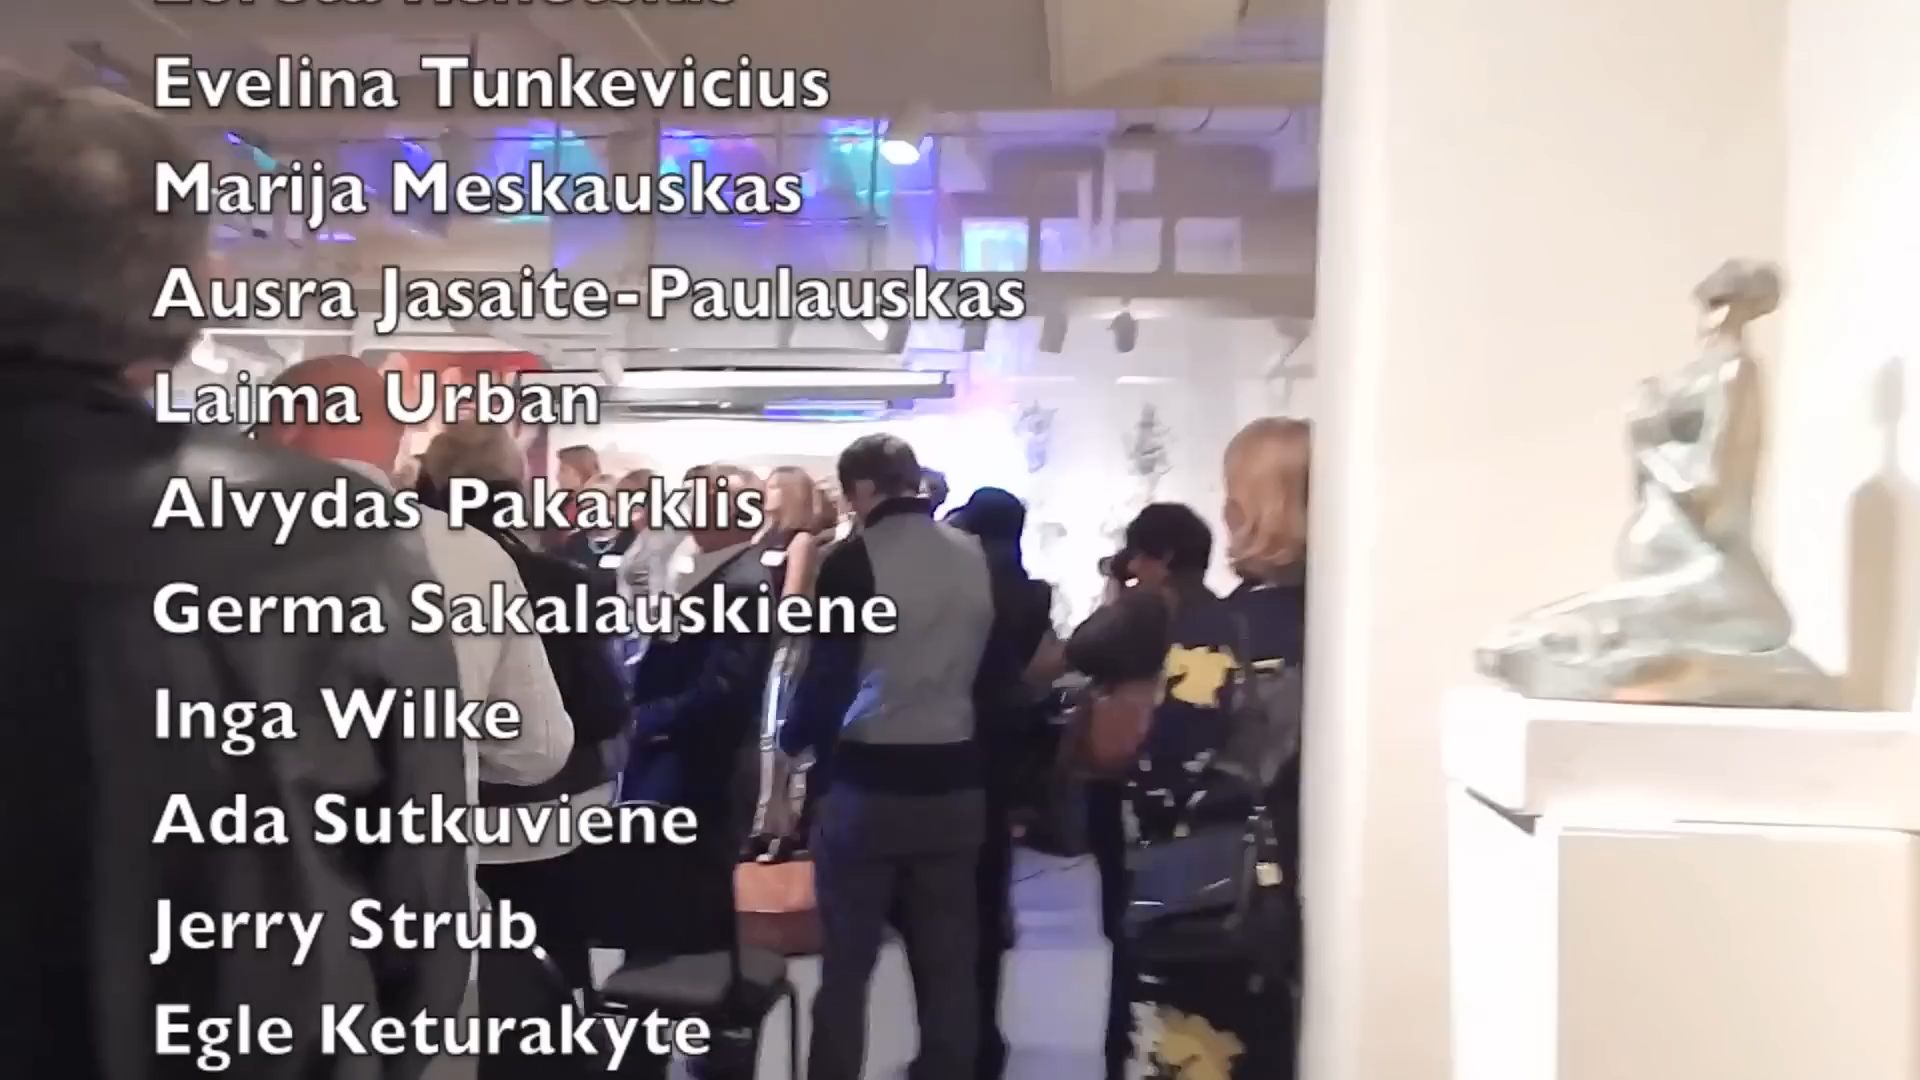 Evelina Tunkevicius
Marija Meskauskas
Ausra Jasaite-Paulauskas
Laima Urban
Alvydas Pakarklis
Germa Sakalauskiene
Inga Wilke
Ada Sutkuviene
Jerry Strub
Egle Keturakyte